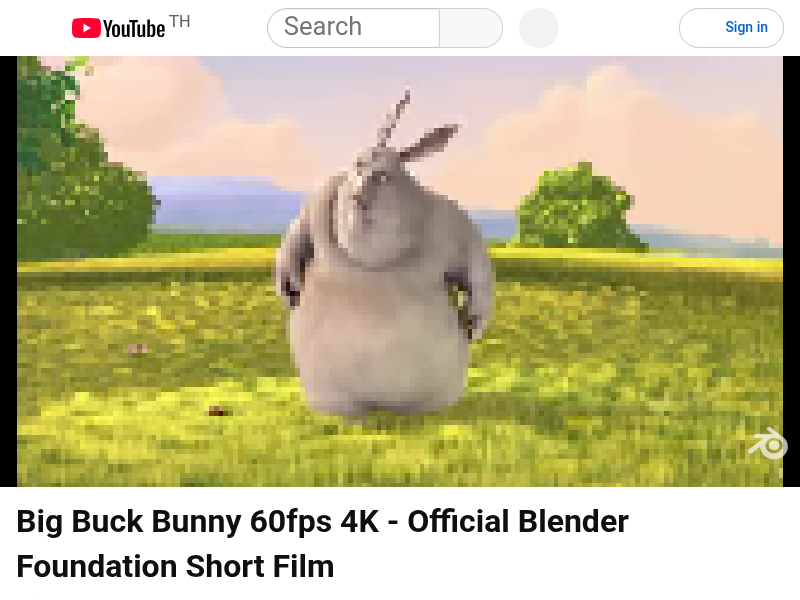 YouTube TH
Search
Sign in
Big Buck Bunny 60fps 4K - Official Blender
Foundation Short Film